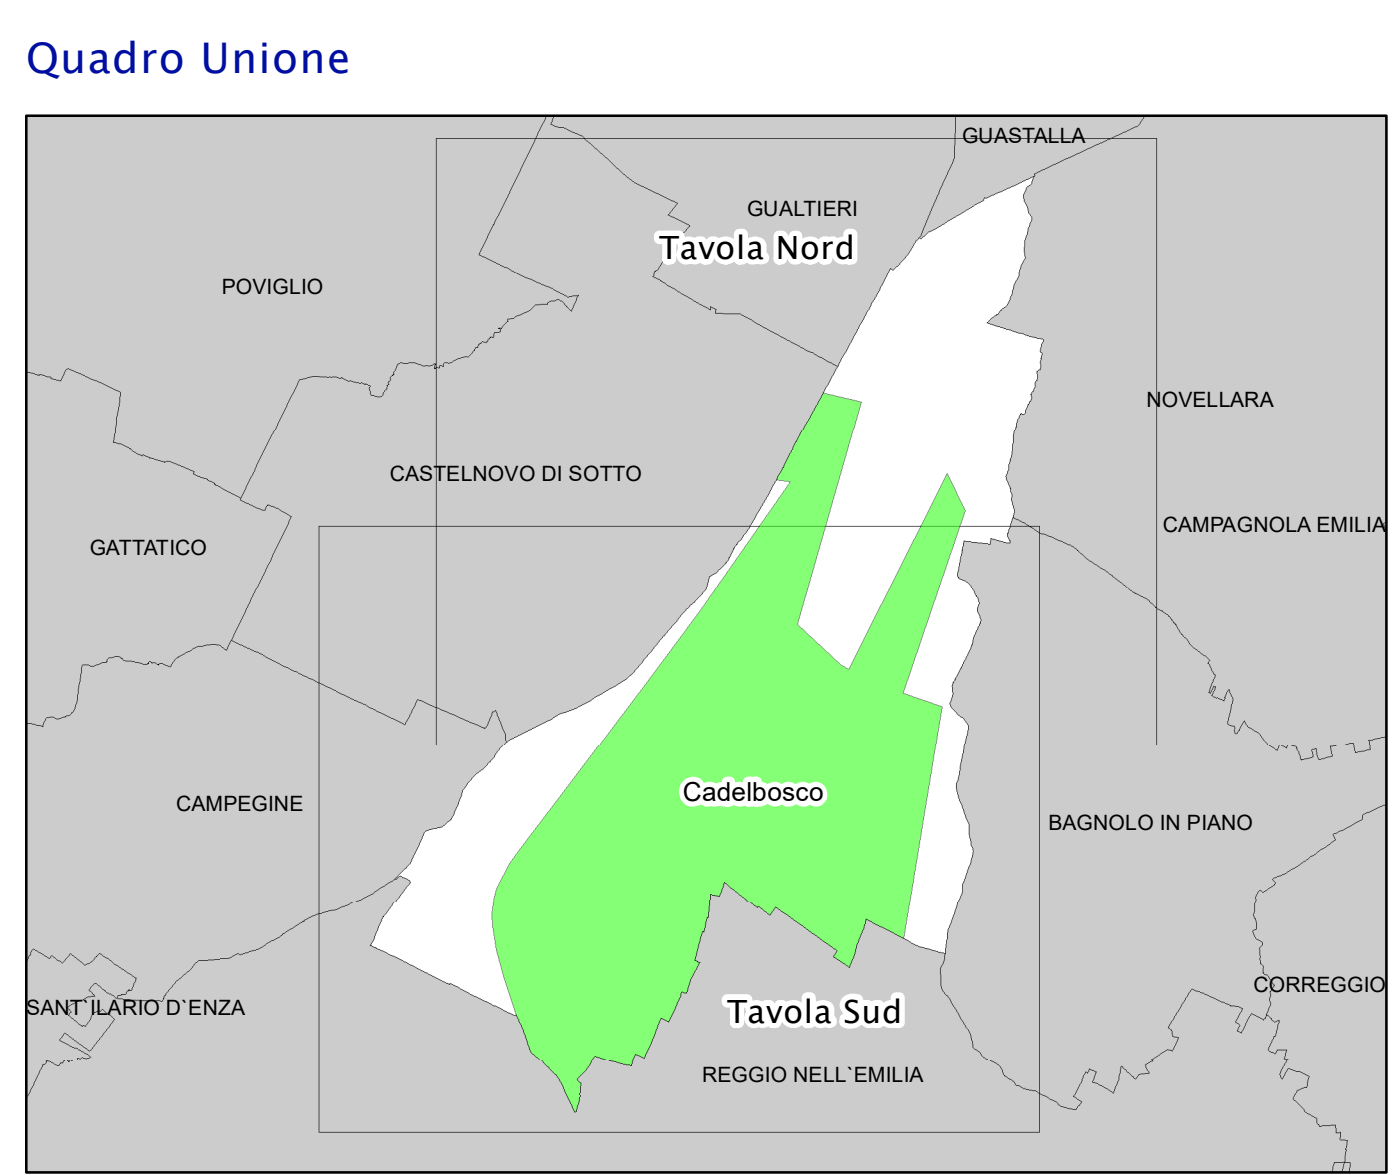 Quadro Unione
GUASTALLA
GUALTIERI
Tavola Nord
POVIGLIO
NOVELLARA
CASTELNOVO DI SOTTO
CAMPAGNOLA EMILIA
GATTATICO
Cadelbosco
CAMPEGINE
BAGNOLO IN PIANO
CORREGGIO
SANT`ILARIO D`ENZA
Tavola Sud
REGGIO NELL`EMILIA